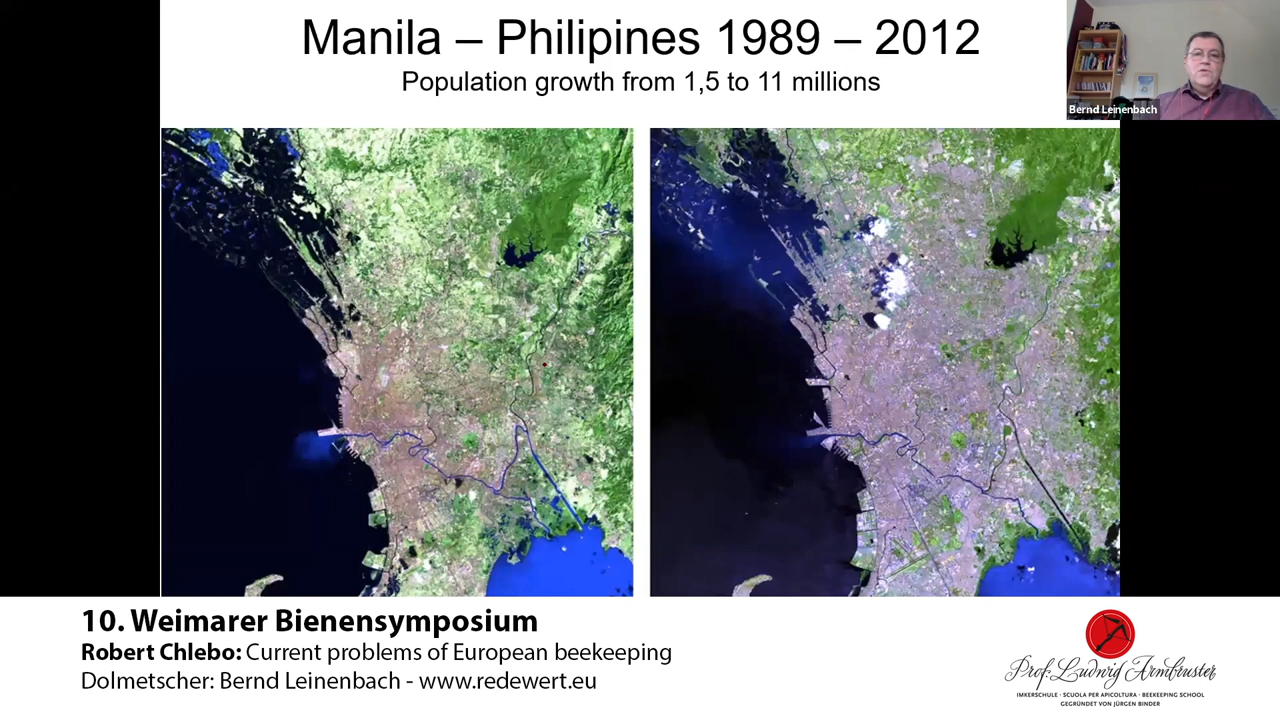 Manila – Philipines 1989 – 2012
Population growth from 1,5 to 11 millions
Bernd Leinenbach
10. Weimarer Bienensymposium
Robert Chlebo: Current problems of European beekeeping
Dolmetscher: Bernd Leinenbach - www.redewert.eu
Prof. Ludwig Armbruster
IMKERSCHULE · SCUOLA PER APICOLTURA · BEEKEEPING SCHOOL
GEGRÜNDET VON JÜRGEN BINDER